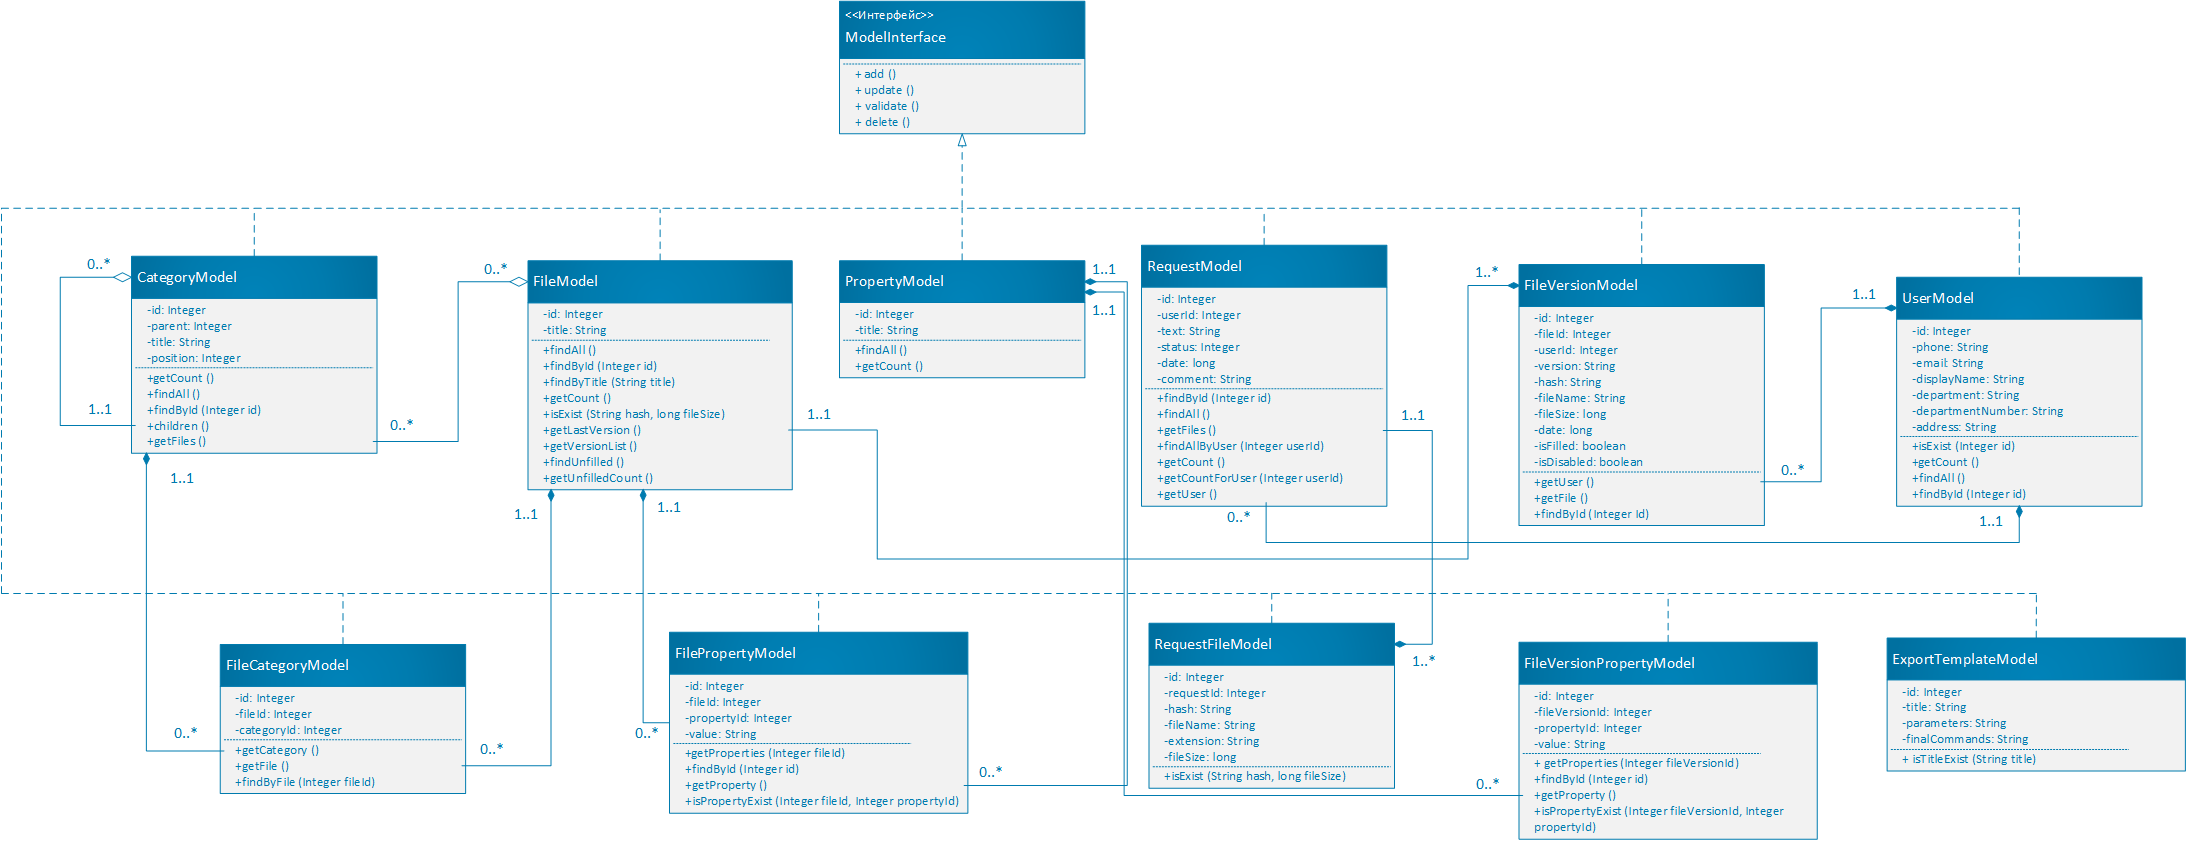 <<Интерфейс>>
ModelInterface
+ add ()
+ update ()
+ validate ()
+ delete ()
0..*
CategoryModel
-id: Integer
-parent: Integer
-title: String
-position: Integer
+getCount ()
+findAll ()
+findById (Integer id)
+children ()
+getFiles ()
1..1
0..*
1..1
0..*
FileModel
-id: Integer
-title: String
+findAll ()
+findById (Integer id)
+findByTitle (String title)
+getCount ()
+isExist (String hash, long fileSize)
+getLastVersion ()
+getVersionList ()
+findUnfilled ()
+getUnfilledCount ()
1..1
1..1
1..1
PropertyModel
-id: Integer
-title: String
+findAll ()
+getCount ()
1..1
1..1
RequestModel
-id: Integer
-userId: Integer
-text: String
-status: Integer
-date: long
-comment: String
+findById (Integer id)
+findAll ()
+getFiles ()
+findAllByUser (Integer userId)
+getCount ()
+getCountForUser (Integer userId)
+getUser ()
1..1
0..*
1..*
FileVersionModel
-id: Integer
-fileId: Integer
-userId: Integer
-version: String
-hash: String
-fileName: String
-fileSize: long
-date: long
-isFilled: boolean
-isDisabled: boolean
+getUser ()
+getFile ()
+findById (Integer Id)
0..*
1..1
UserModel
-id: Integer
-phone: String
-email: String
-displayName: String
-department: String
-departmentNumber: String
-address: String
+isExist (Integer id)
+getCount ()
+findAll ()
+findById (Integer id)
1..1
FileCategoryModel
-id: Integer
-fileId: Integer
-categoryId: Integer
+getCategory ()
+getFile ()
+findByFile (Integer fileId)
0..*
0..*
FilePropertyModel
-id: Integer
-fileId: Integer
-propertyId: Integer
-value: String
+getProperties (Integer fileId)
+findById (Integer id)
+getProperty ()
+isPropertyExist (Integer fileId, Integer propertyId)
0..*
0..*
RequestFileModel
-id: Integer
-requestId: Integer
-hash: String
-fileName: String
-extension: String
-fileSize: long
+isExist (String hash, long fileSize)
1..*
FileVersionPropertyModel
-id: Integer
-fileVersionId: Integer
-propertyId: Integer
-value: String
+ getProperties (Integer fileVersionId)
+findById (Integer id)
+getProperty ()
+isPropertyExist (Integer fileVersionId, Integer
propertyId)
0..*
ExportTemplateModel
-id: Integer
-title: String
-parameters: String
-finalCommands: String
+ isTitleExist (String title)